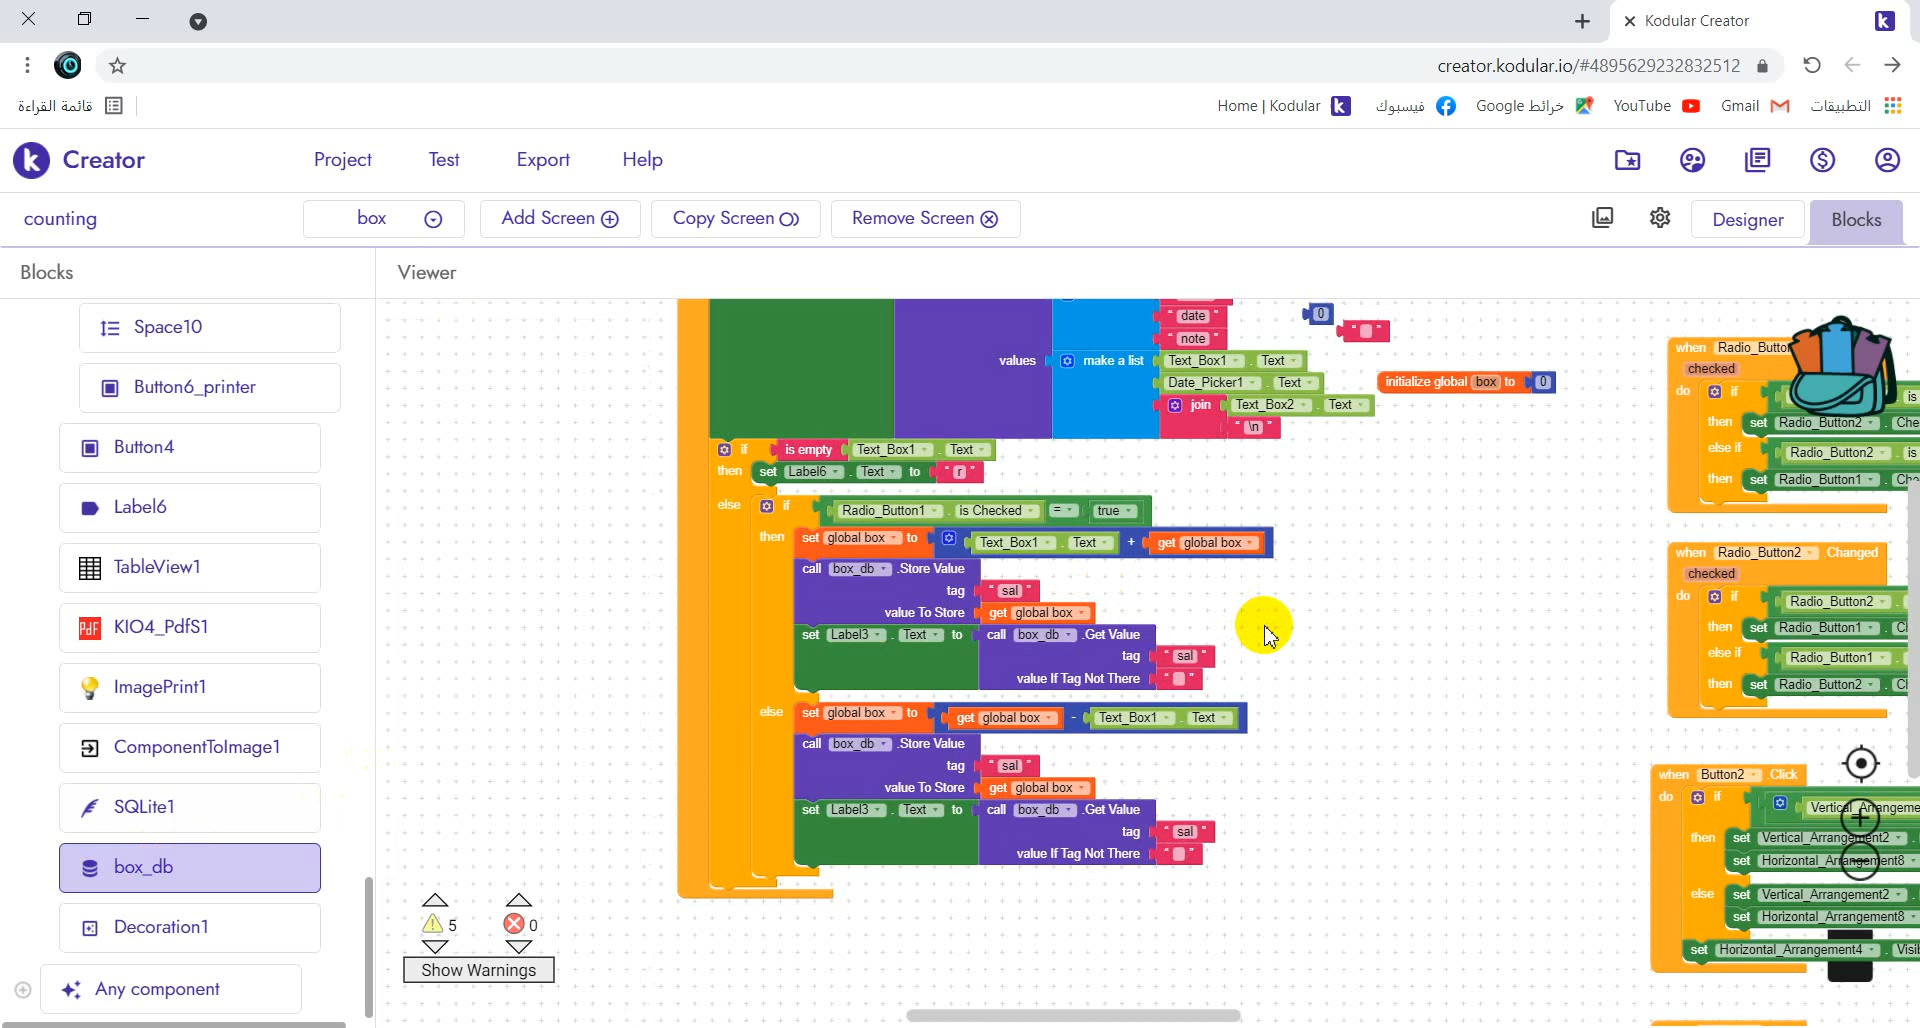 Kodular Creator
creator.kodular.io/#4895629232832512
قائمة القراءة
Home | Kodular
فيسبوك
خرائط Google
YouTube
Gmail
التطبيقات
Creator
Project
Test
Export
Help
counting
box
Add Screen
Copy Screen
Remove Screen
Designer
Blocks
Blocks
Viewer
Space10
Button6_printer
Button4
Label6
TableView1
KIO4_PdfS1
ImagePrint1
ComponentToImage1
SQLite1
box_db
Decoration1
Any component
" date "
" note "
values make a list Text_Box1 . Text
Date_Picker1 . Text
join Text_Box2 . Text
" \n "
if is empty Text_Box1 . Text
then set Label6 . Text to " r "
else if Radio_Button1 . is Checked = true
then set global box to Text_Box1 . Text + get global box
call box_db .Store Value
tag " sal "
value To Store get global box
set Label3 . Text to call box_db .Get Value
tag " sal "
value If Tag Not There " "
else set global box to get global box - Text_Box1 . Text
call box_db .Store Value
tag " sal "
value To Store get global box
set Label3 . Text to call box_db .Get Value
tag " sal "
value If Tag Not There " "
0
" "
initialize global box to 0
when
checked
do if is
then set Radio_Button2 . Che
else if Radio_Button2 . is
then set Radio_Button1 . Che
when Radio_Button2 .Changed
checked
do if Radio_Button2 .
then set Radio_Button1 .
else if Radio_Button1 .
then set Radio_Button2 .
when Button2 .Click
do if
then set Vertical_Arrangement2 .
set Horizontal_Arrangement8
else set Vertical_Arrangement2 .
set Horizontal_Arrangement8
set Horizontal_Arrangement4 . Visib
5
0
Show Warnings